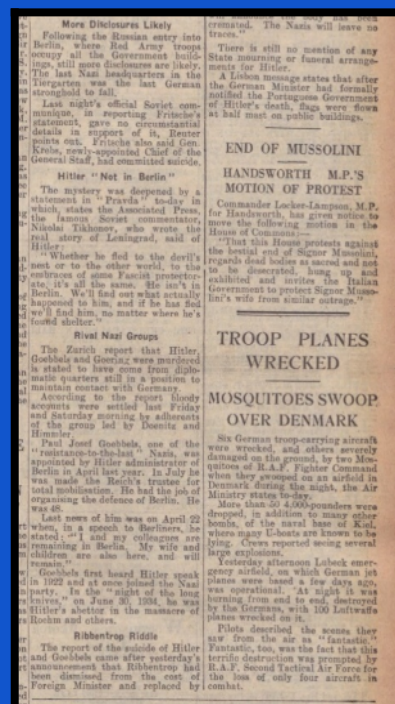 More Disclosures Likely
Following the Russian entry into
Berlin, where Red Army troops
occupy all the Government build-
ings, still more disclosures are likely.
The last Nazi headquarters in the
Tiergarten was the last German
stronghold to fall.
Last night's official Soviet com-
munique, in reporting Fritsche's
statement, gave no circumstantial
details in support of it, Reuter
points out. Fritsche also said Gen.
Krebs, newly-appointed Chief of the
General Staff, had committed suicide.
Hitler "Not in Berlin"
The mystery was deepened by a
statement in "Pravda" to-day in
which, states the Associated Press,
the famous Soviet commentator,
Nikolai Tikhonov, who wrote the
real story of Leningrad, said of
Hitler:
"Whether he fled to the devil's
nest or to the other world, to the
embraces of some Fascist protector-
ate, it's all the same. He isn't in
Berlin. We'll find out what actually
happened to him, and if he has fled
we'll find him, no matter where he's
found shelter."
Rival Nazi Groups
The Zurich report that Hitler,
Goebbels and Goering were murdered
is stated to have come from diplo-
matic quarters still in a positon to
maintain contact with Germany.
According to the report bloody
accounts were settled last Friday
and Saturday morning by adherents
of the group led by Doenitz and
Himmler.
Paul Josef Goebbels, one of the
"resistance-to-the-last" Nazis, was
appointed by Hitler administrator of
Berlin in April last year. In July he
was made the Reich's trustee for
total mobilisation. He had the job of
organising the defence of Berlin. He
was 48.
Last news of him was on April 22
when, in a speech to Berliners, he
stated: "I and my colleagues are
remaining in Berlin. My wife and
children are also here, and will
remain."
Goebbels first heard Hitler speak
in 1922 and at once joined the Nazi
party. In the "night of the long
knives," on June 30, 1934, he was
Hitler's abettor in the massacre of
Roehm and others.
Ribbentrop Riddle
The report of the suicide of Hitler
and Goebbels came after yesterday's
announcement that Ribbentrop had
been dismissed from the cost of
Foreign Minister and replaced by
cremated. The Nazis will leave no
traces."
There is still no mention of any
State mourning or funeral arrange-
ments for Hitler.
A Lisbon message states that after
the German Minister had formally
notified the Portuguese Government
of Hitler's death, flags were flown
at half mast on public buildings.
END OF MUSSOLINI
HANDSWORTH M.P.'S
MOTION OF PROTEST
Commander Locker-Lampson, M.P.
for Handsworth, has given notice to
move the following motion in the
House of Commons:—
"That this House protests against
the bestial end of Signor Mussolini,
regards dead bodies as sacred and not
to be desecrated, hung up and
exhibited and invites the Italian
Government to protect Signor Musso-
lini's wife from similar outrage."
TROOP PLANES
WRECKED
MOSQUITOES SWOOP
OVER DENMARK
Six German troop-carrying aircraft
were wrecked, and others severely
damaged on the ground, by two Mos-
quitoes of R.A.F. Fighter Command
when they swooped on an airfield in
Denmark during the night, the Air
Ministry states to-day.
More than 50 4,000-pounders were
dropped, in addition to many other
bombs, of the naval base of Kiel,
where many U-boats are known to be
lying. Crews reported seeing several
large explosions.
Yesterday afternoon Lubeck emer-
gency airfield, on which German jet
planes were based a few days ago,
was operational. "At night it was
burning from end to end, destroyed
by the Germans, with 100 Luftwaffe
planes wrecked on it.
Pilots described the scenes they
saw from the air as "fantastic."
Fantastic, too, was the fact that this
terrific destruction was prompted by
R.A.F. Second Tactical Air Force for
the loss of only four aircraft in
combat.